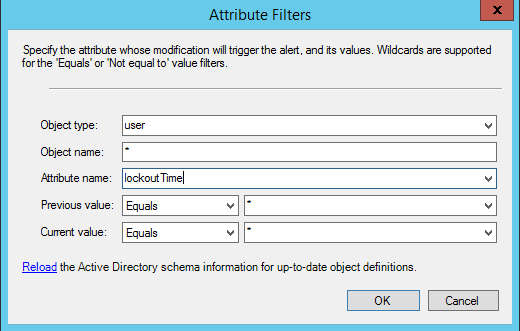 Attribute Filters
x
Specify the attribute whose modification will trigger the alert, and its values. Wildcards are supported
for the 'Equals' or 'Not equal to' value filters.
Object type: user
Object name: *
Attribute name: lockoutTime
Previous value: Equals *
Current value: Equals *
Reload the Active Directory schema information for up-to-date object definitions.
OK Cancel